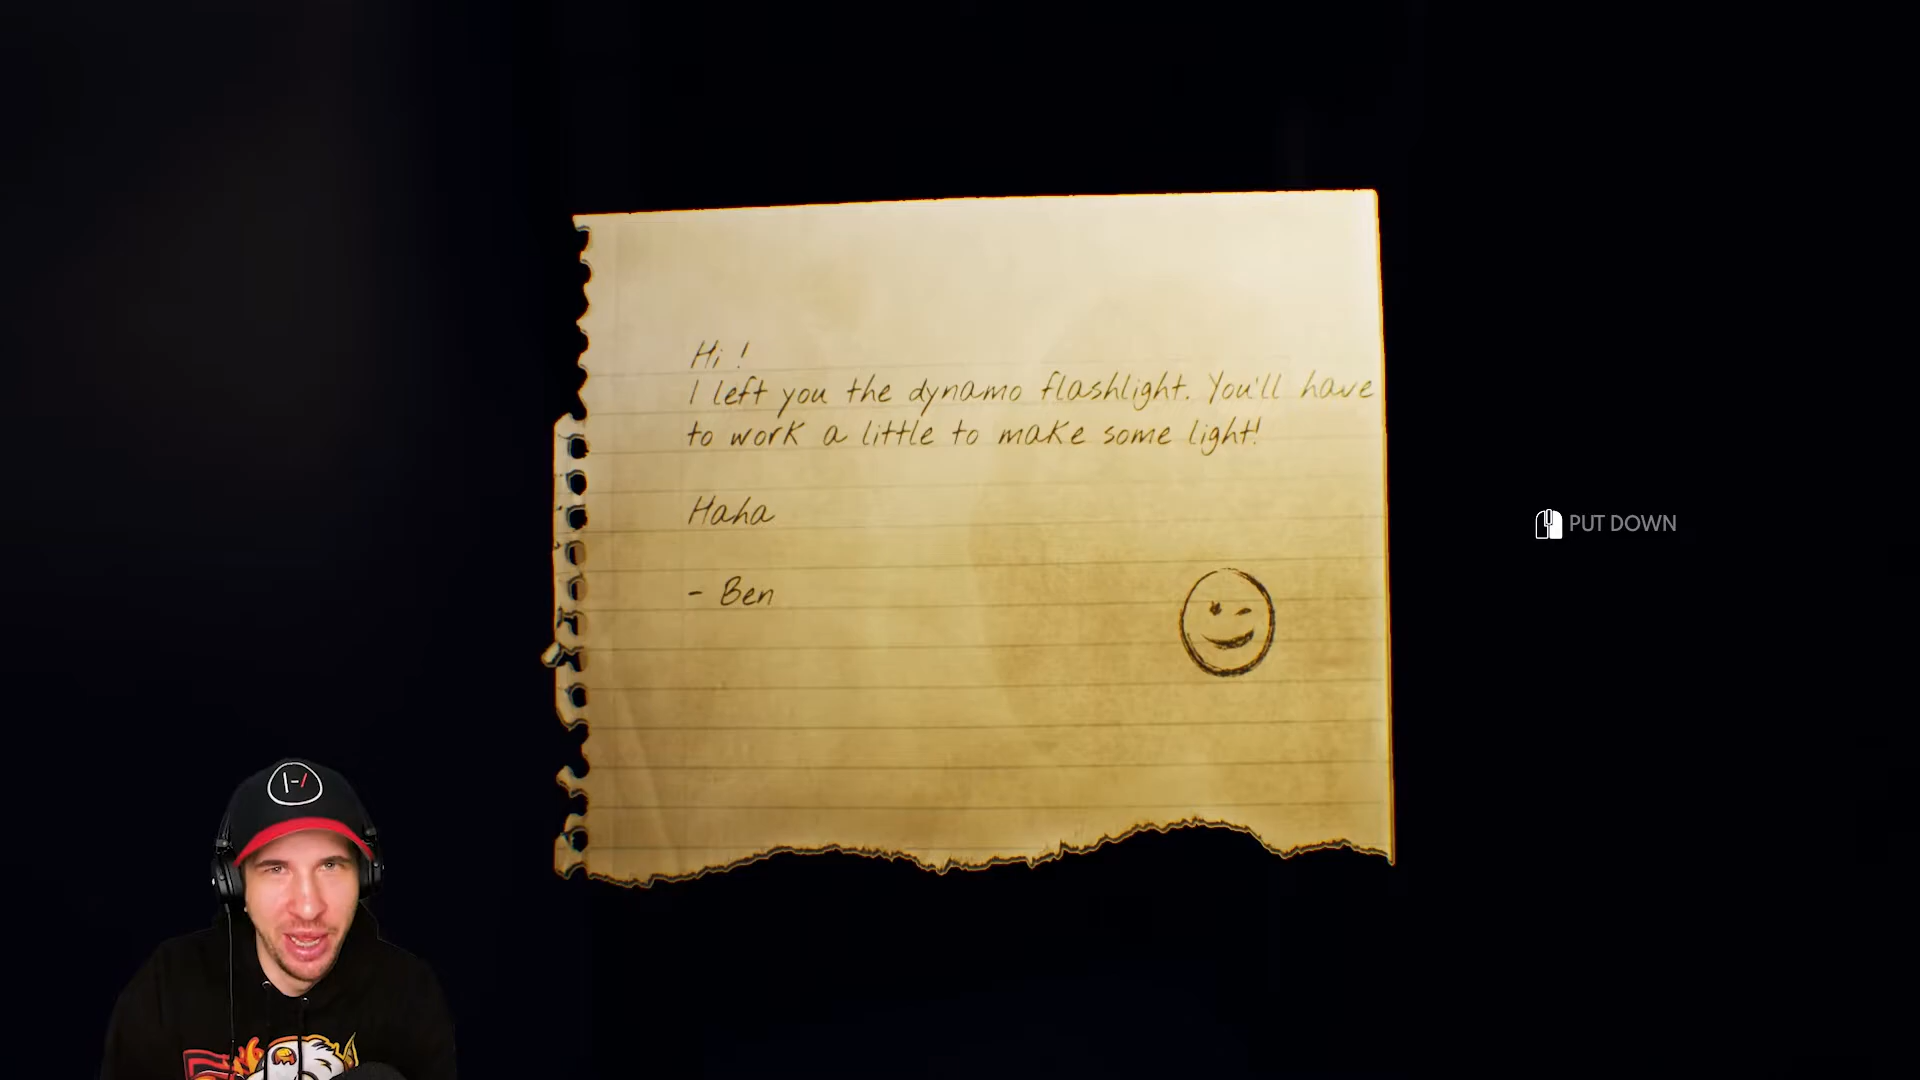 Hi !
I left you the dynamo flashlight. You'll have
to work a little to make some light!
Haha
- Ben
PUT DOWN